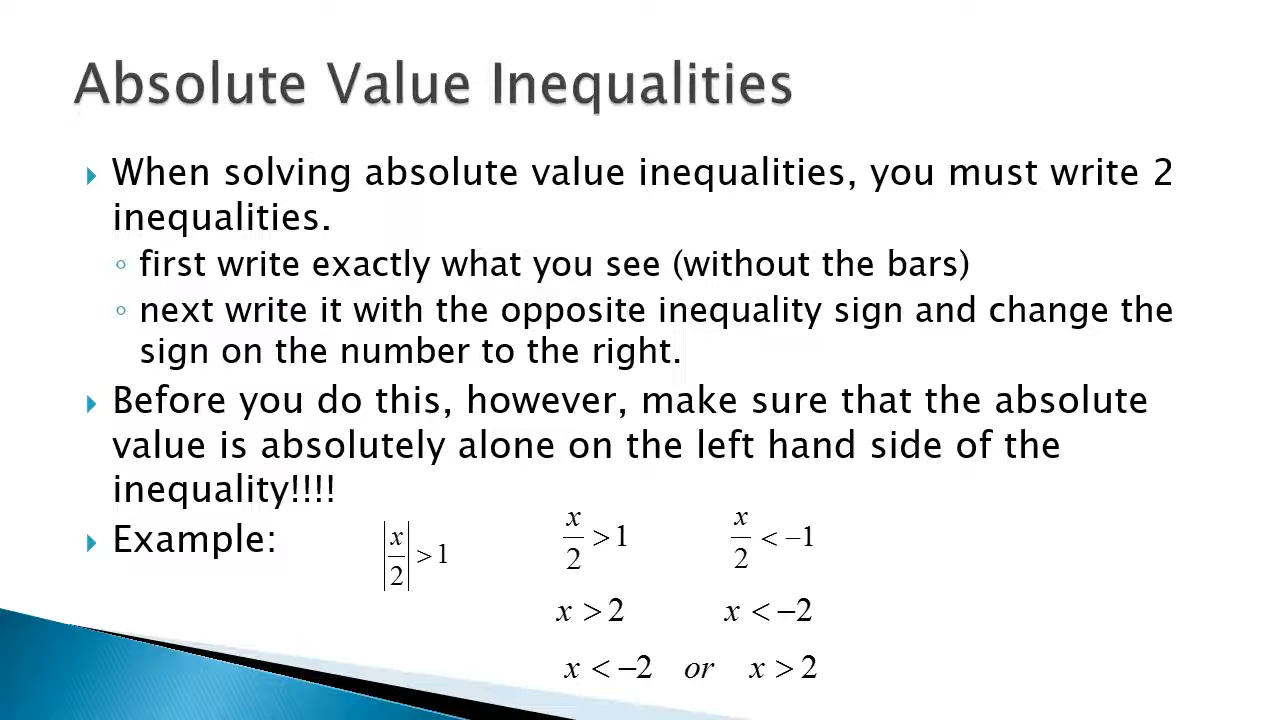 Absolute Value Inequalities
When solving absolute value inequalities, you must write 2
inequalities.
first write exactly what you see (without the bars)
next write it with the opposite inequality sign and change the
sign on the number to the right.
Before you do this, however, make sure that the absolute
value is absolutely alone on the left hand side of the
inequality!!!!
Example: |x/2| > 1 x/2 > 1 x/2 < −1
x > 2 x < −2
x < −2 or x > 2